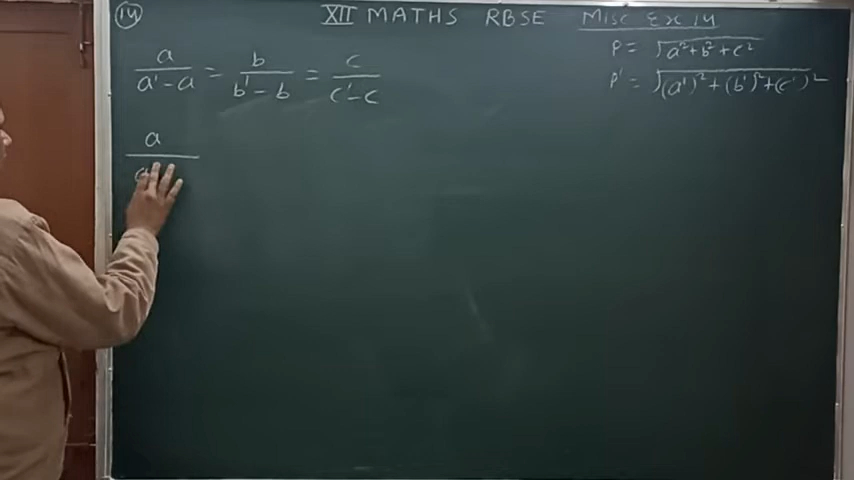 (14) XII MATHS RBSE Misc Ex 14
p = √a²+b²+c²
p' = √(a')²+(b')²+(c')²
a/a'-a = b/b'-b = c/c'-c
a